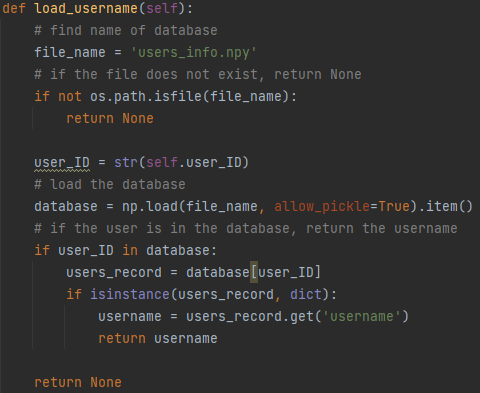 def load_username(self):
    # find name of database
    file_name = 'users_info.npy'
    # if the file does not exist, return None
    if not os.path.isfile(file_name):
        return None

    user_ID = str(self.user_ID)
    # load the database
    database = np.load(file_name, allow_pickle=True).item()
    # if the user is in the database, return the username
    if user_ID in database:
        users_record = database[user_ID]
        if isinstance(users_record, dict):
            username = users_record.get('username')
            return username

    return None